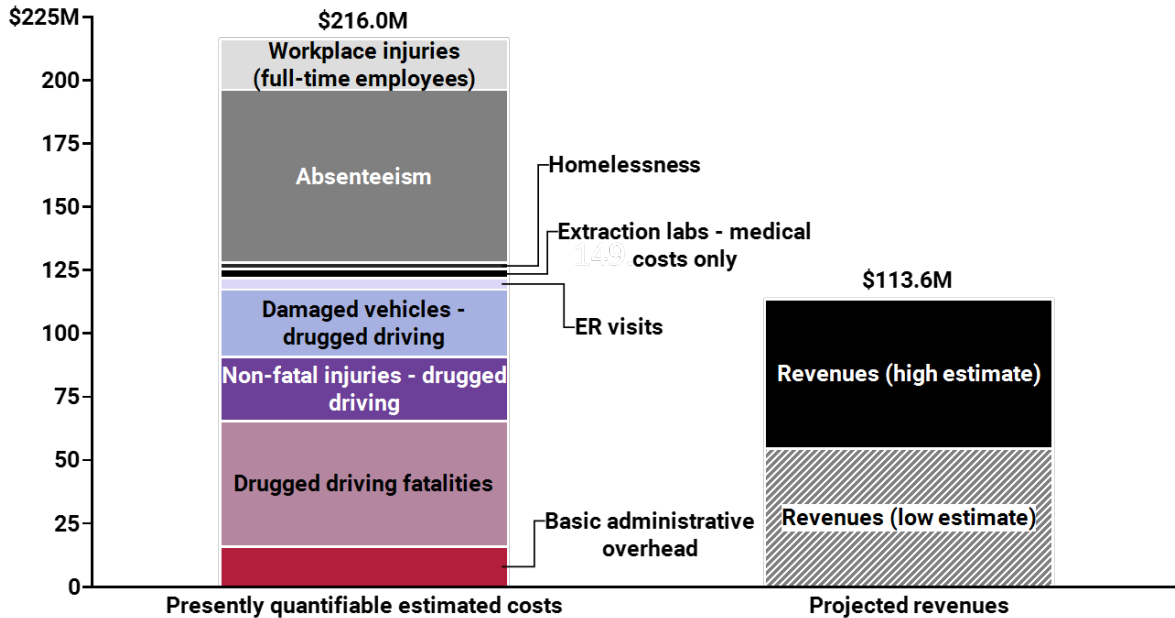 $225M
200
175
150
125
100
75
50
25
0
$216.0M
Workplace injuries
(full-time employees)
Absenteeism
Homelessness
Extraction labs - medical
costs only
149.
ER visits
Damaged vehicles -
drugged driving
Non-fatal injuries - drugged
driving
Drugged driving fatalities
Basic administrative
overhead
$113.6M
Revenues (high estimate)
Revenues (low estimate)
Presently quantifiable estimated costs
Projected revenues